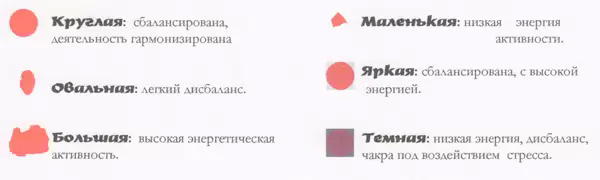 Круглая: сбалансирована,
деятельность гармонизирована
Овальная: легкий дисбаланс.
Большая: высокая энергетическая
активность.
Маленькая: низкая энергия
активности.
Яркая: сбалансирована, с высокой
энергией.
Темная: низкая энергия, дисбаланс,
чакра под воздействием стресса.